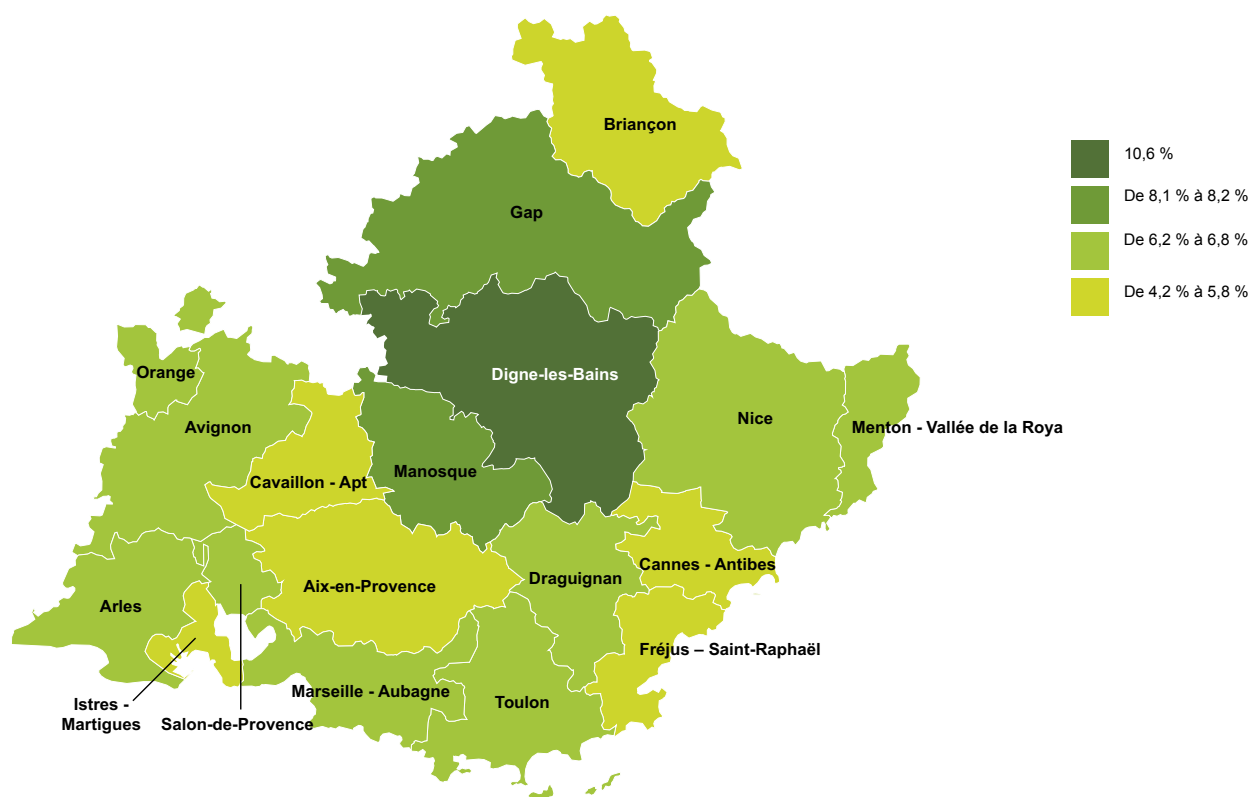 Briançon
10,6 %
De 8,1 % à 8,2 %
Gap
De 6,2 % à 6,8 %
De 4,2 % à 5,8 %
Orange
Digne-les-Bains
Avignon
Nice
Menton - Vallée de la Roya
Manosque
Cavaillon - Apt
Cannes - Antibes
Draguignan
Aix-en-Provence
Arles
Fréjus – Saint-Raphaël
Marseille - Aubagne
Toulon
Istres -
Martigues
Salon-de-Provence